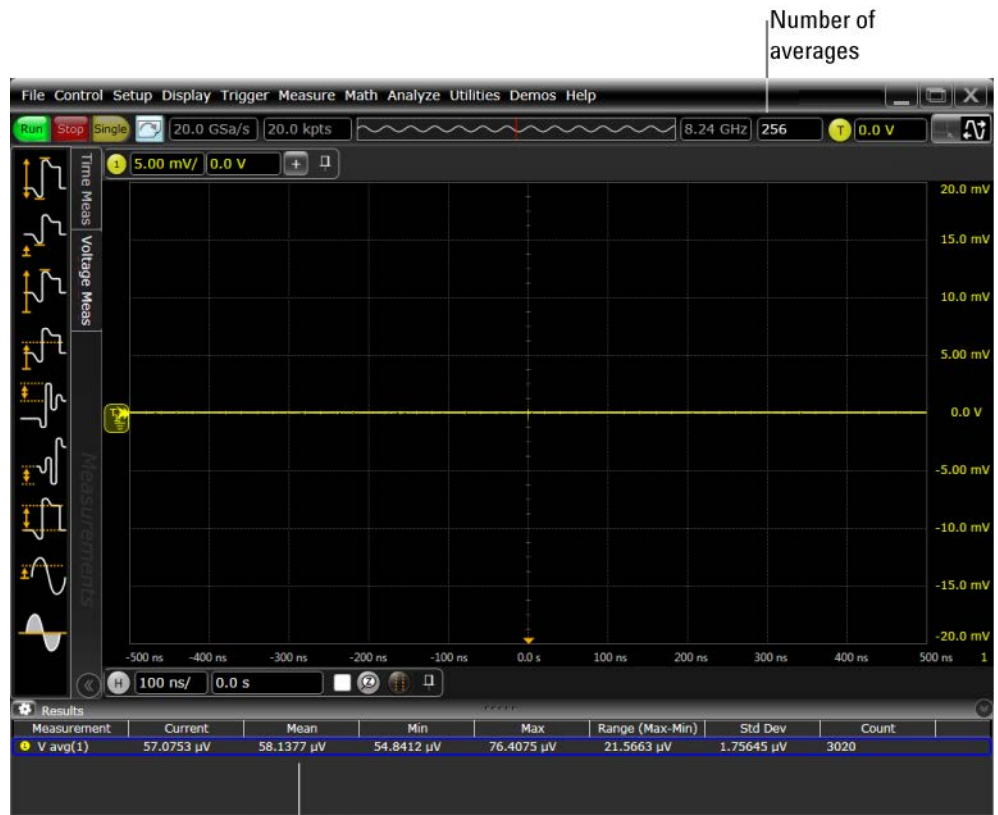 Number of
averages
File Control Setup Display Trigger Measure Math Analyze Utilities Demos Help
Run Stop Single 20.0 GSa/s 20.0 kpts 8.24 GHz 256 T 0.0 V
Time Meas
Voltage Meas
Measurements
1 5.00 mV/ 0.0 V +
20.0 mV
15.0 mV
10.0 mV
5.00 mV
T 0.0 V
-5.00 mV
-10.0 mV
-15.0 mV
-20.0 mV
-500 ns -400 ns -300 ns -200 ns -100 ns 0.0 s 100 ns 200 ns 300 ns 400 ns 500 ns 1
H 100 ns/ 0.0 s Z
Results
Measurement Current Mean Min Max Range (Max-Min) Std Dev Count
1 V avg(1) 57.0753 µV 58.1377 µV 54.8412 µV 76.4075 µV 21.5663 µV 1.75645 µV 3020